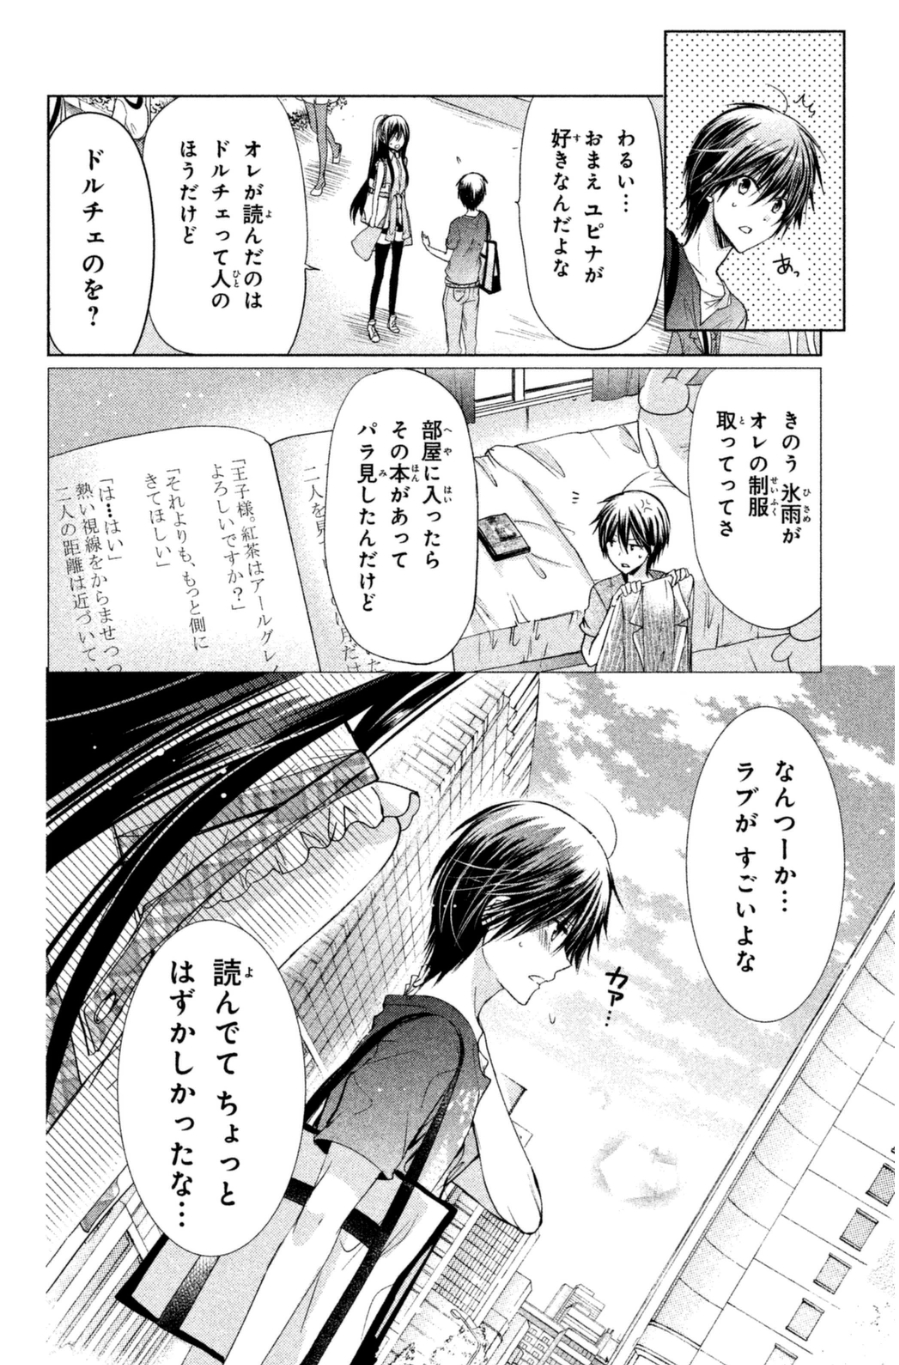 あっ
わるい…
おまえ ユピナが
好きなんだよな
オレが読んだのは
ドルチェって人の
ほうだけど
ドルチェのを？
きのう 氷雨が
オレの制服
取ってってさ
部屋に入ったら
その本があって
パラ見したんだけど
二人を見
「王子様。紅茶はアールグレイ
よろしいですか？」
「それよりも、もっと側に
きてほしい」
「は…はい」
熱い視線をからませつつ
二人の距離は近づいてい
なんつーか…
ラブが すごいよな
カァ…
読んでて ちょっと
はずかしかったな…